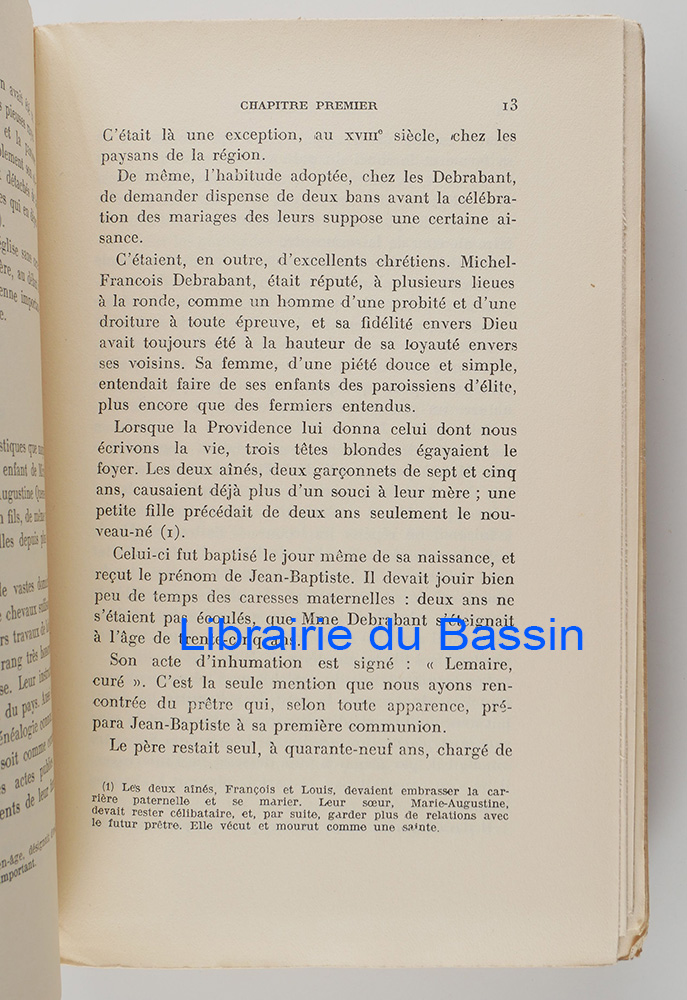 CHAPITRE PREMIER 13
C'était là une exception, au XVIIIe siècle, chez les
paysans de la région.
De même, l'habitude adoptée, chez les Debrabant,
de demander dispense de deux bans avant la célébra-
tion des mariages des leurs suppose une certaine ai-
sance.
C'étaient, en outre, d'excellents chrétiens. Michel-
Francois Debrabant, était réputé, à plusieurs lieues
à la ronde, comme un homme d'une probité et d'une
droiture à toute épreuve, et sa fidélité envers Dieu
avait toujours été à la hauteur de sa loyauté envers
ses voisins. Sa femme, d'une piété douce et simple,
entendait faire de ses enfants des paroissiens d'élite,
plus encore que des fermiers entendus.
Lorsque la Providence lui donna celui dont nous
écrivons la vie, trois têtes blondes égayaient le
foyer. Les deux aînés, deux garçonnets de sept et cinq
ans, causaient déjà plus d'un souci à leur mère ; une
petite fille précédait de deux ans seulement le nou-
veau-né (1).
Celui-ci fut baptisé le jour même de sa naissance, et
reçut le prénom de Jean-Baptiste. Il devait jouir bien
peu de temps des caresses maternelles : deux ans ne
s'étaient pas écoulés, que Mme Debrabant s'éteignait
à l'âge de trente-cinq ans.
Librairie du Bassin
Son acte d'inhumation est signé : « Lemaire,
curé ». C'est la seule mention que nous ayons ren-
contrée du prêtre qui, selon toute apparence, pré-
para Jean-Baptiste à sa première communion.
Le père restait seul, à quarante-neuf ans, chargé de
(1) Les deux aînés, François et Louis, devaient embrasser la car-
rière paternelle et se marier. Leur sœur, Marie-Augustine,
devait rester célibataire, et, par suite, garder plus de relations avec
le futur prêtre. Elle vécut et mourut comme une sainte.